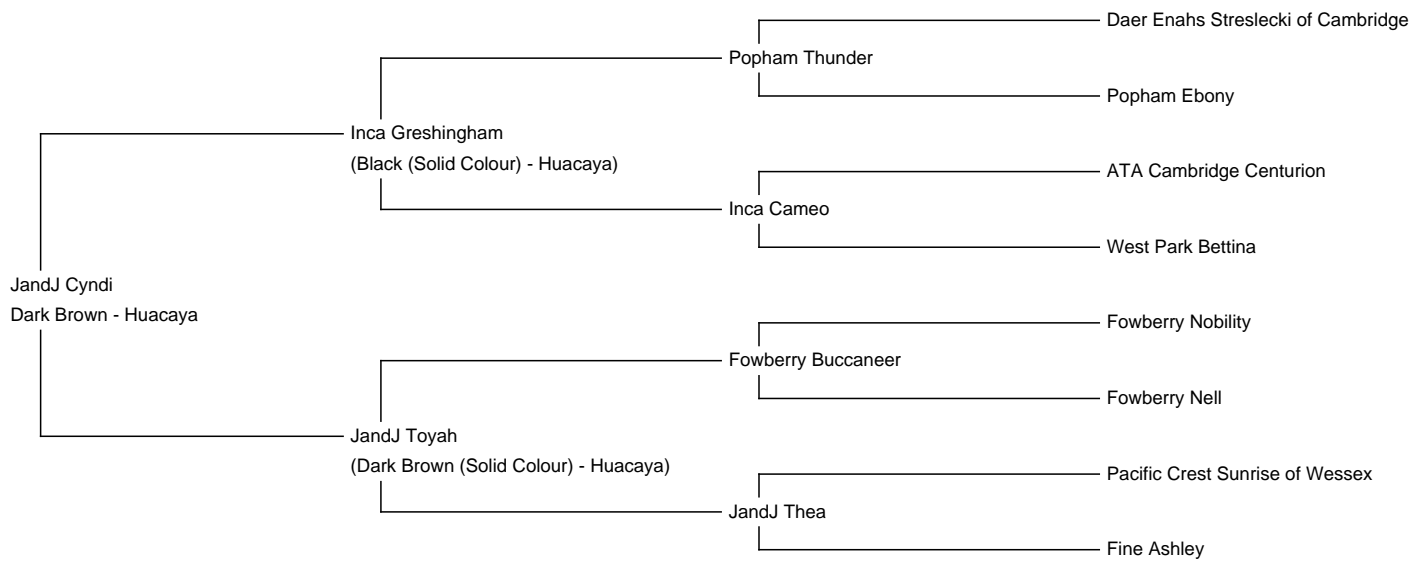 Daer Enahs Streslecki of Cambridge
Popham Thunder
Popham Ebony
Inca Greshingham
(Black (Solid Colour) - Huacaya)
ATA Cambridge Centurion
Inca Cameo
West Park Bettina
JandJ Cyndi
Dark Brown - Huacaya
Fowberry Nobility
Fowberry Buccaneer
Fowberry Nell
JandJ Toyah
(Dark Brown (Solid Colour) - Huacaya)
Pacific Crest Sunrise of Wessex
JandJ Thea
Fine Ashley